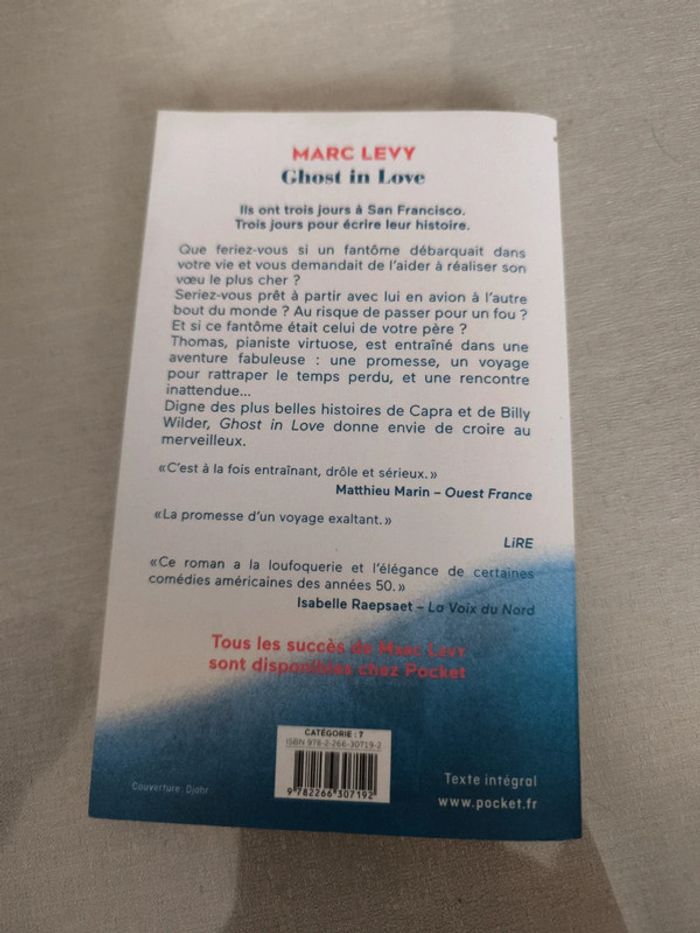 MARC LEVY
Ghost in Love
Ils ont trois jours à San Francisco.
Trois jours pour écrire leur histoire.
Que feriez-vous si un fantôme débarquait dans
votre vie et vous demandait de l'aider à réaliser son
vœu le plus cher ?
Seriez-vous prêt à partir avec lui en avion à l'autre
bout du monde ? Au risque de passer pour un fou ?
Et si ce fantôme était celui de votre père ?
Thomas, pianiste virtuose, est entraîné dans une
aventure fabuleuse : une promesse, un voyage
pour rattraper le temps perdu, et une rencontre
inattendue...
Digne des plus belles histoires de Capra et de Billy
Wilder, Ghost in Love donne envie de croire au
merveilleux.
«C'est à la fois entraînant, drôle et sérieux.»
Matthieu Marin – Ouest France
«La promesse d'un voyage exaltant.»
LiRE
«Ce roman a la loufoquerie et l'élégance de certaines
comédies américaines des années 50.»
Isabelle Raepsaet – La Voix du Nord
Tous les succès de Marc Levy
sont disponibles chez Pocket
CATÉGORIE : 7
ISBN 978-2-266-30719-2
9 782266 307192
Couverture : Djohr
Texte intégral
www.pocket.fr